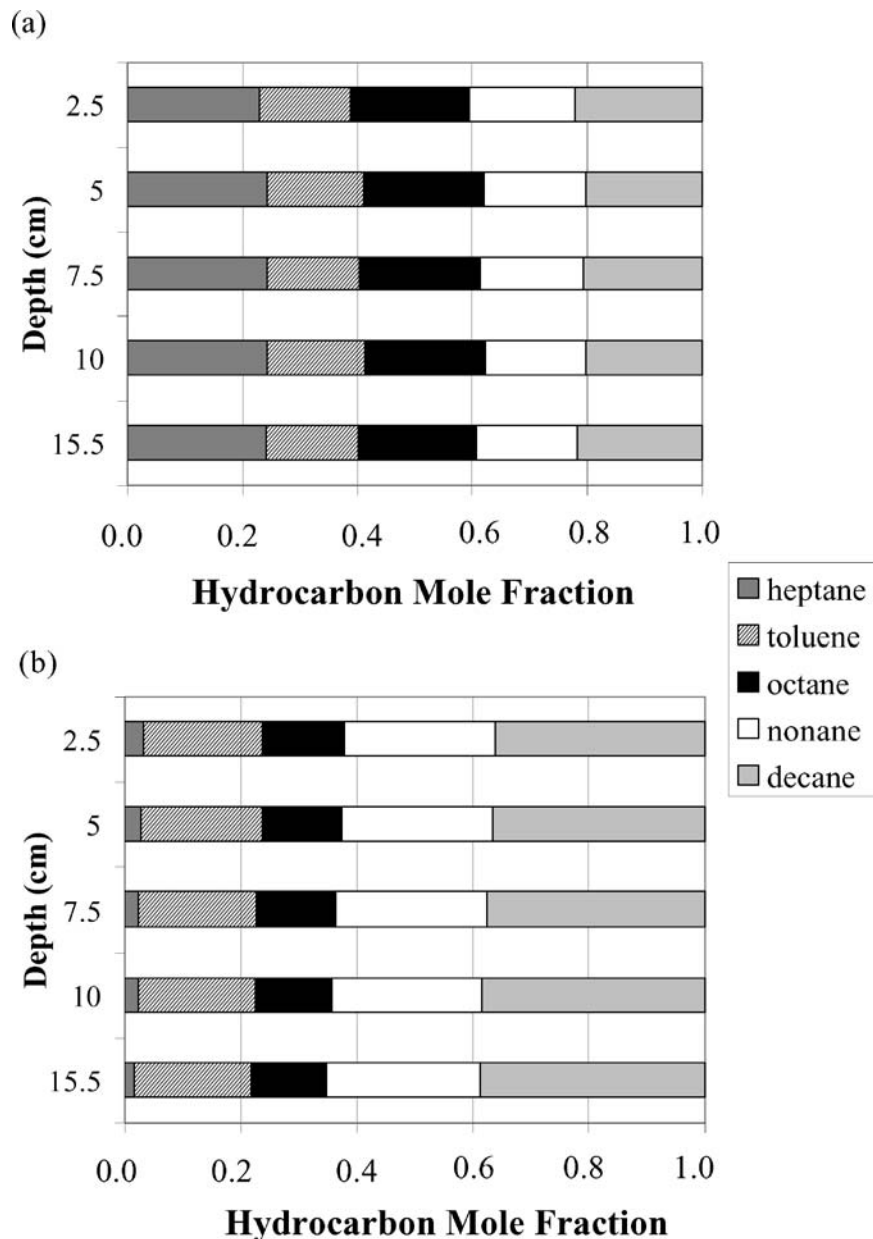 (a)
2.5
5
7.5
10
15.5
Depth (cm)
0.0 0.2 0.4 0.6 0.8 1.0
Hydrocarbon Mole Fraction
heptane
toluene
octane
nonane
decane
(b)
2.5
5
7.5
10
15.5
Depth (cm)
0.0 0.2 0.4 0.6 0.8 1.0
Hydrocarbon Mole Fraction